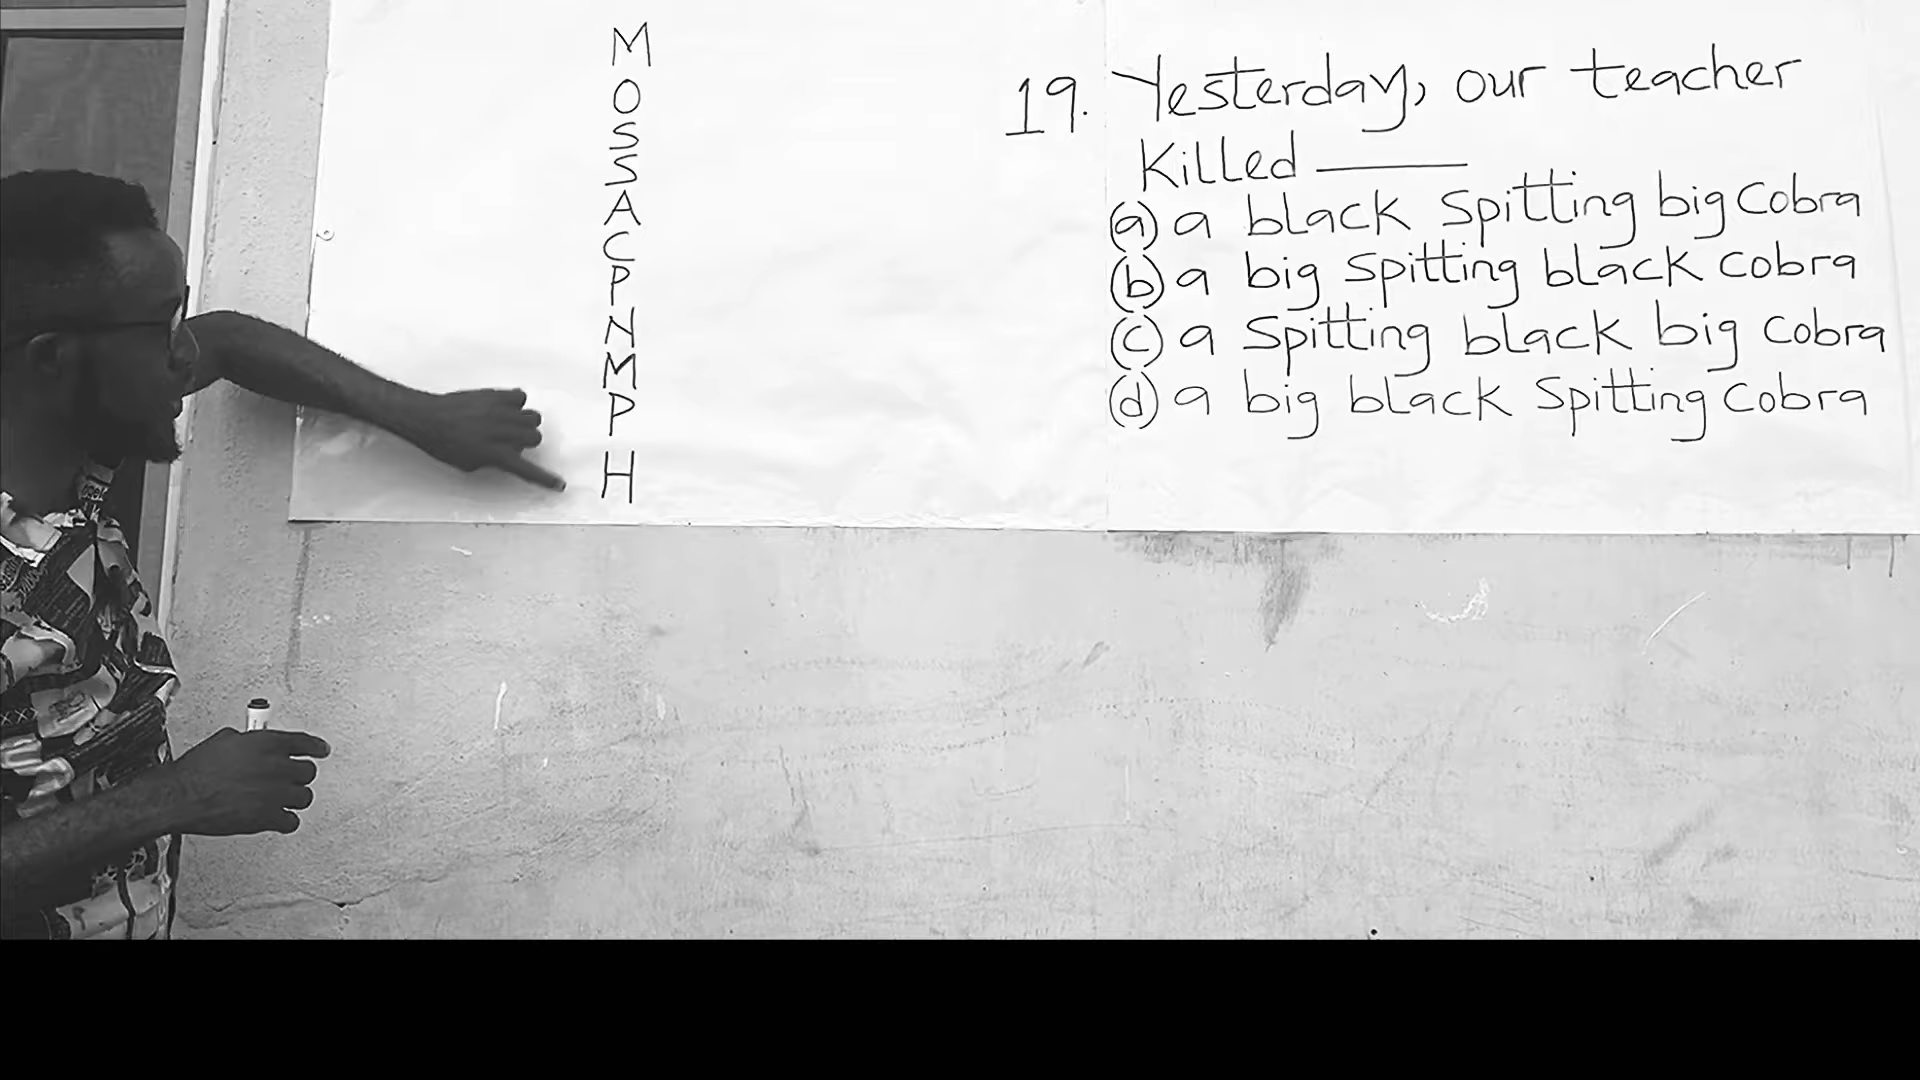 M
O
S
S
A
C
P
N
M
P
H
19. Yesterday, our teacher
Killed ______
(a) a black Spitting big Cobra
(b) a big Spitting black Cobra
(c) a Spitting black big Cobra
(d) a big black Spitting Cobra